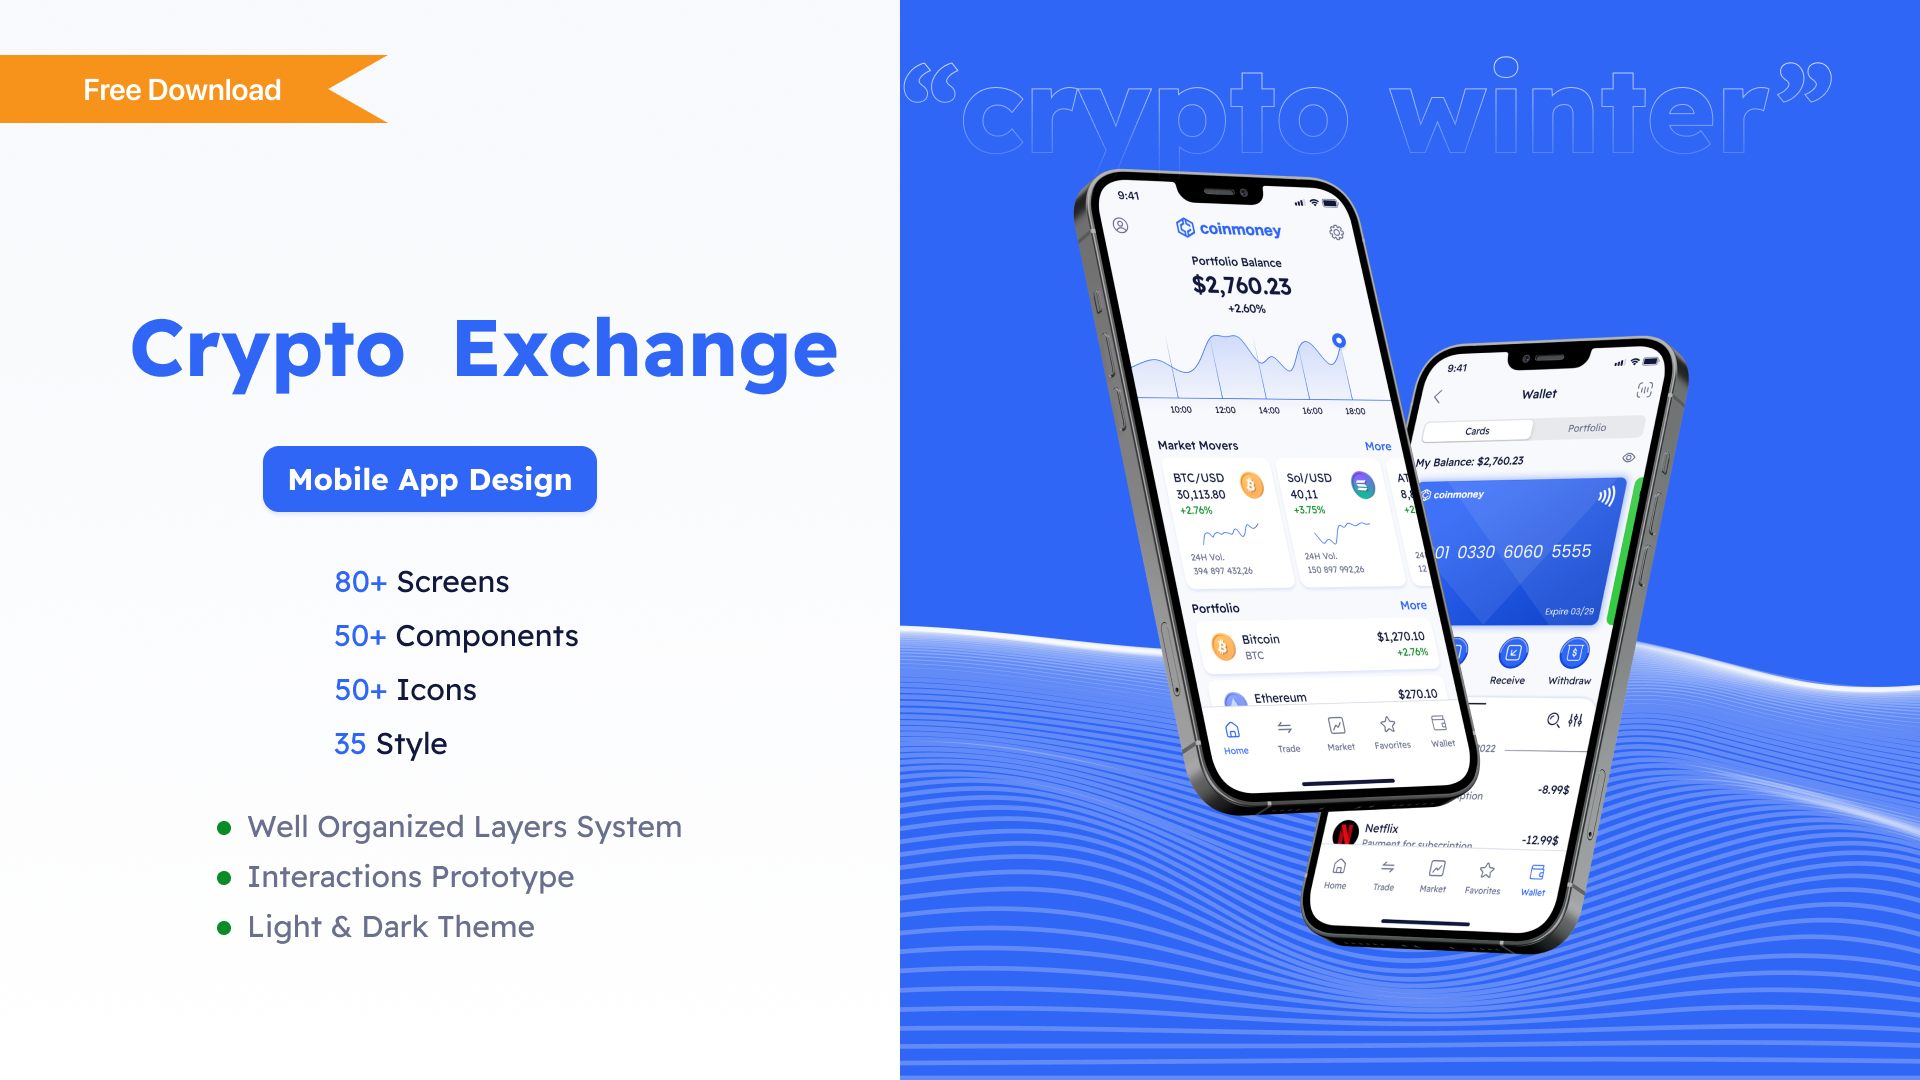 Free Download
Crypto Exchange
Mobile App Design
80+ Screens
50+ Components
50+ Icons
35 Style
Well Organized Layers System
Interactions Prototype
Light & Dark Theme
“crypto winter”
9:41
coinmoney
Portfolio Balance
$2,760.23
+2.60%
10:00 12:00 14:00 16:00 18:00
Market Movers More
BTC/USD
30,113.80
+2.76%
24H Vol.
394 897 432,26
Sol/USD
40,11
+3.75%
24H Vol.
150 897 992,26
Portfolio More
Bitcoin $1,270.10
BTC +2.76%
Ethereum $270.10
Home Trade Market Favorites Wallet
9:41
Wallet
Cards Portfolio
My Balance: $2,760.23
coinmoney
01 0330 6060 5555
Expire 03/29
Receive Withdraw
2022
-8.99$
Netflix -12.99$
Payment for subscription
Home Trade Market Favorites Wallet